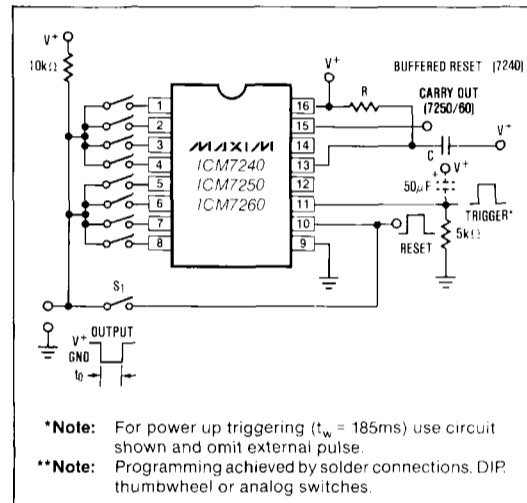 V+
10kΩ
V+
BUFFERED RESET (7240)
R
CARRY OUT
(7250/60)
1
2
3
4
5
6
7
8
MAXIM
ICM7240
ICM7250
ICM7260
16
15
14
13
12
11
10
9
C
V+
+ V+
50μF
TRIGGER*
5kΩ
RESET
S1
OUTPUT
V+
GND
to
*Note: For power up triggering (tw = 185ms) use circuit
shown and omit external pulse.
**Note: Programming achieved by solder connections. DIP.
thumbwheel or analog switches.